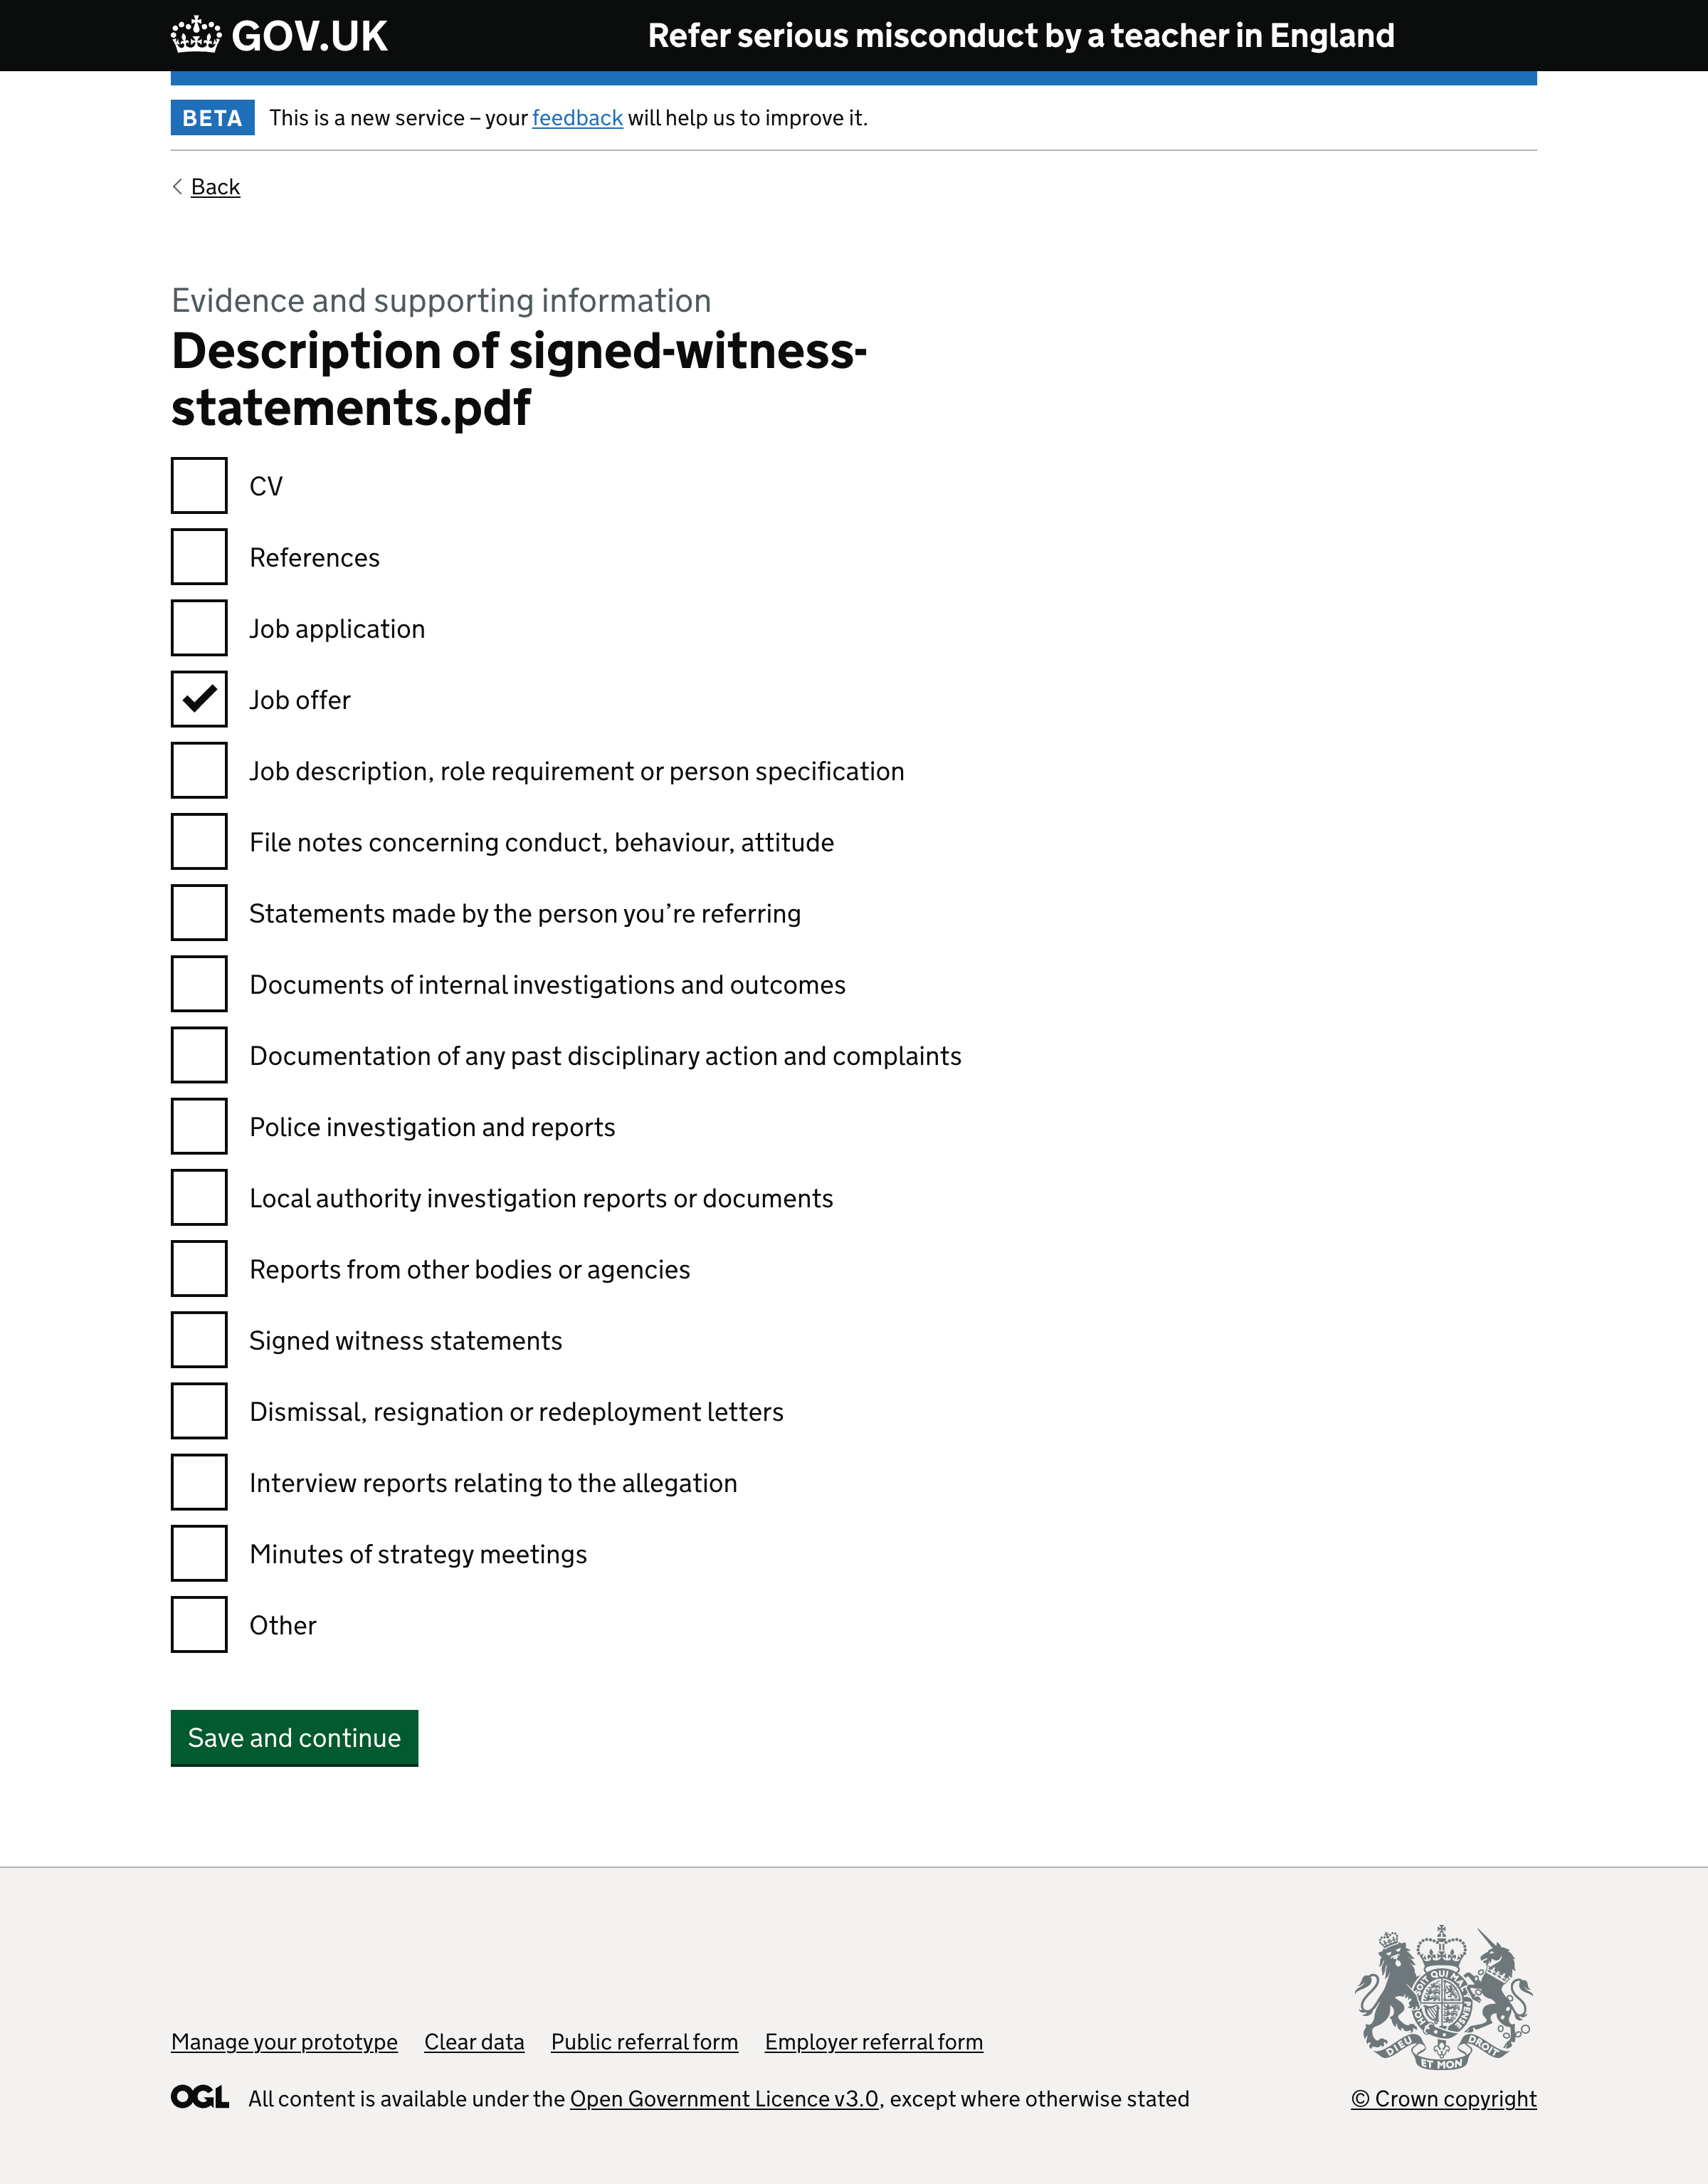 GOV.UK
Refer serious misconduct by a teacher in England
BETA
This is a new service – your feedback will help us to improve it.
Back
Evidence and supporting information
Description of signed-witness-
statements.pdf
CV
References
Job application
Job offer
Job description, role requirement or person specification
File notes concerning conduct, behaviour, attitude
Statements made by the person you’re referring
Documents of internal investigations and outcomes
Documentation of any past disciplinary action and complaints
Police investigation and reports
Local authority investigation reports or documents
Reports from other bodies or agencies
Signed witness statements
Dismissal, resignation or redeployment letters
Interview reports relating to the allegation
Minutes of strategy meetings
Other
Save and continue
DIEU ET MON DROIT
Manage your prototype Clear data Public referral form Employer referral form
OGL All content is available under the Open Government Licence v3.0, except where otherwise stated
© Crown copyright